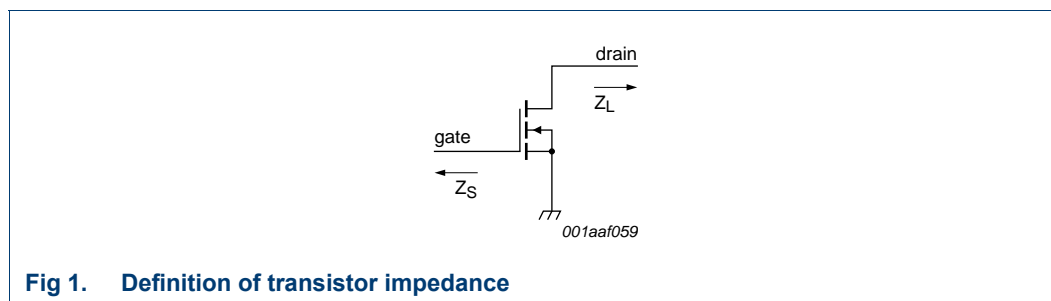 drain
Z_L
gate
Z_S
001aaf059
Fig 1. Definition of transistor impedance